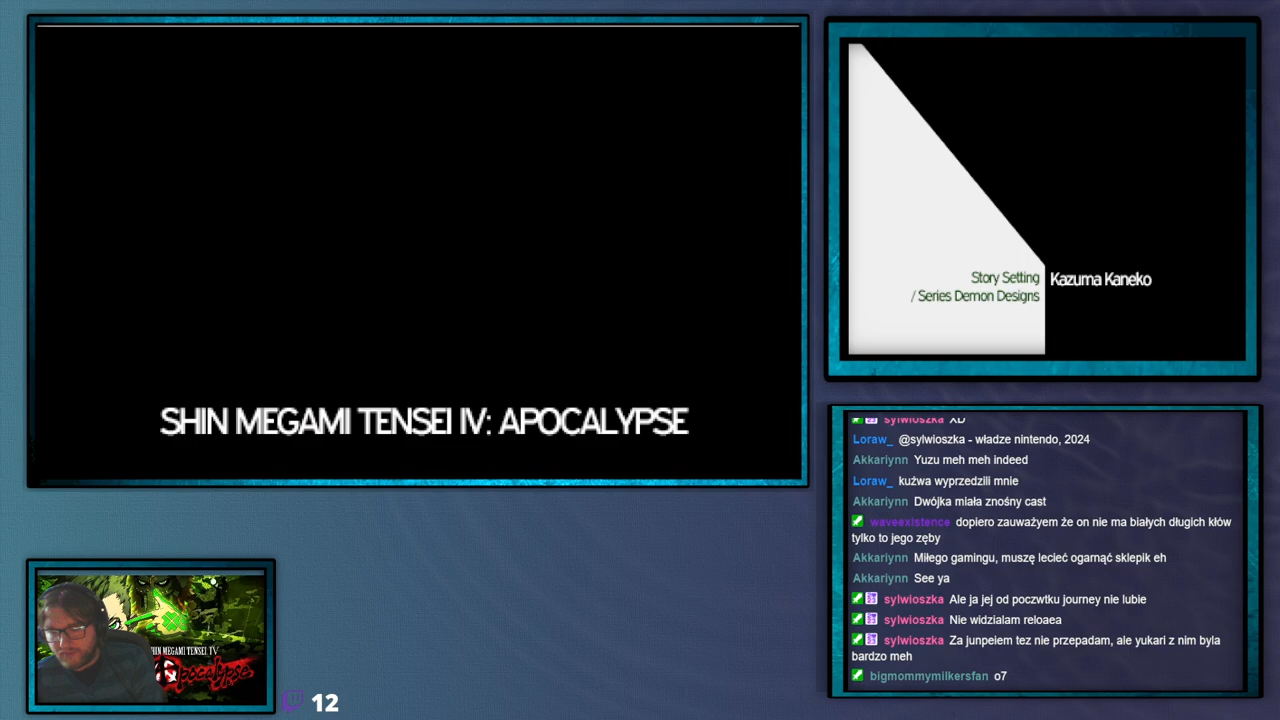 SHIN MEGAMI TENSEI IV: APOCALYPSE
Story Setting
/ Series Demon Designs
Kazuma Kaneko
sylwioszka XD
Loraw_ @sylwioszka - władze nintendo, 2024
Akkariynn Yuzu meh meh indeed
Loraw_ kużwa wyprzedzili mnie
Akkariynn Dwójka miała znośny cast
waveexistence dopiero zauważyem że on nie ma białych długich kłów
tylko to jego zęby
Akkariynn Miłego gamingu, muszę lecieć ogarnąć sklepik eh
Akkariynn See ya
sylwioszka Ale ja jej od poczwtku journey nie lubie
sylwioszka Nie widzialam reloaea
sylwioszka Za junpeiem tez nie przepadam, ale yukari z nim byla
bardzo meh
bigmommymilkersfan o7
SHIN MEGAMI TENSEI IV
Apocalypse
12